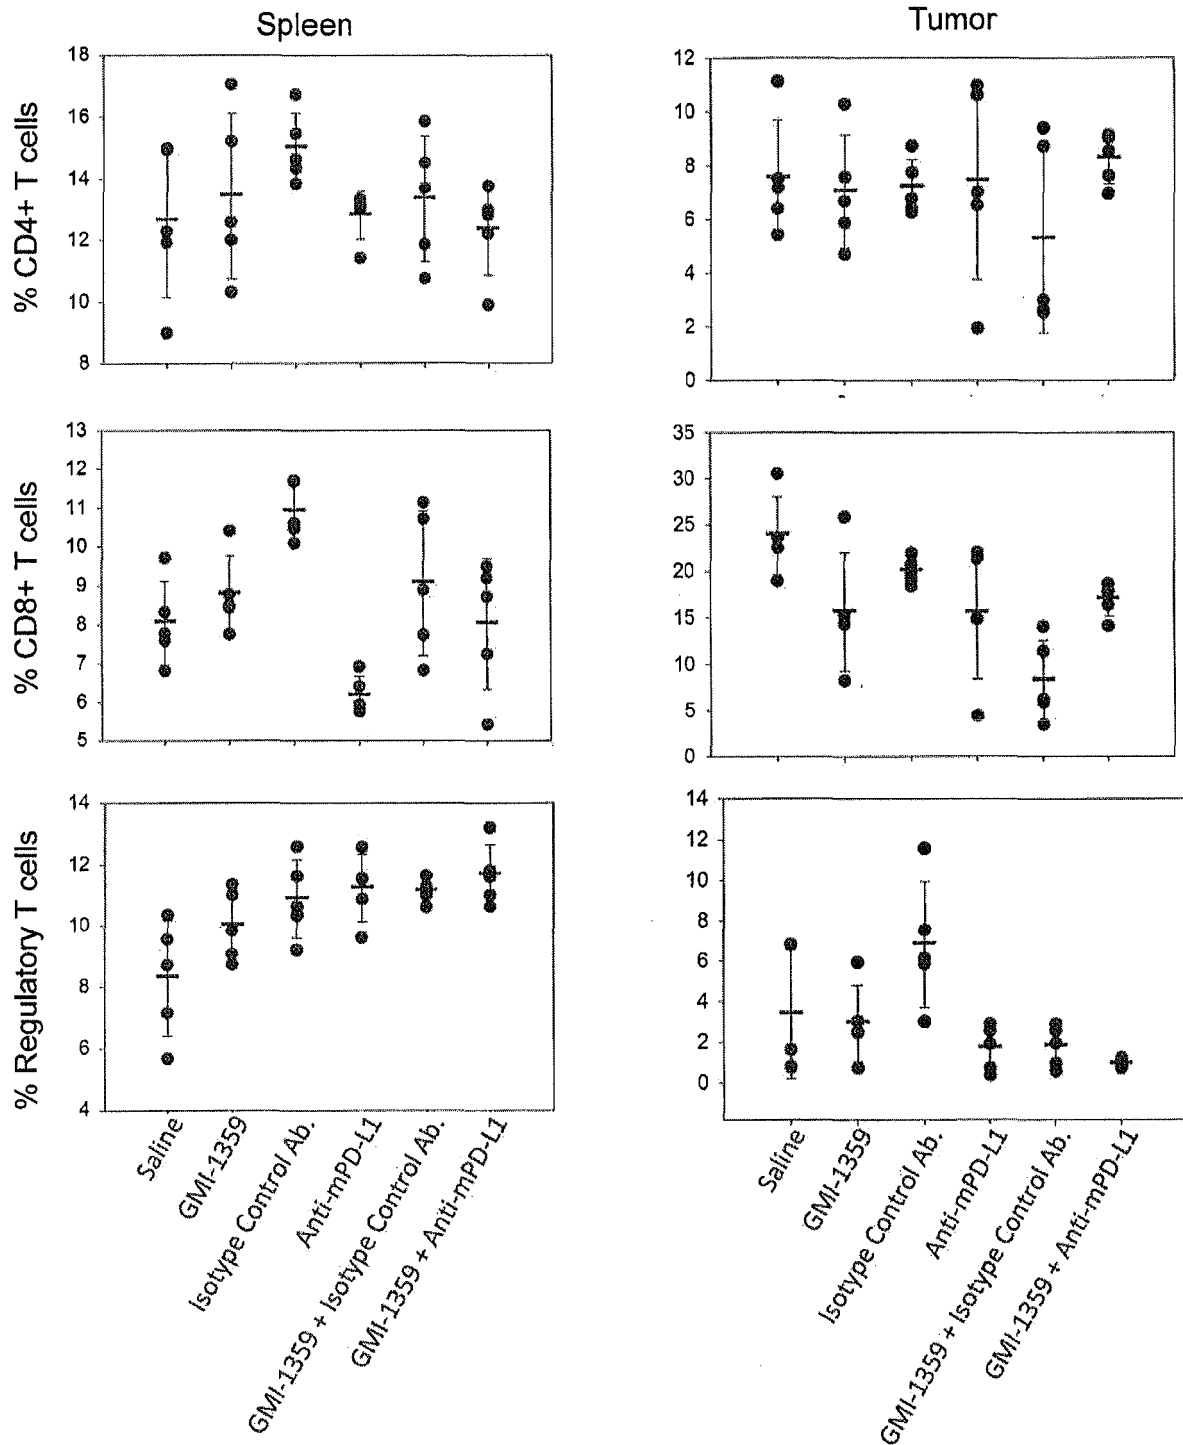 Spleen
Tumor
% CD4+ T cells
18
16
14
12
10
8
12
10
8
6
4
2
0
% CD8+ T cells
13
12
11
10
9
8
7
6
5
35
30
25
20
15
10
5
0
% Regulatory T cells
14
12
10
8
6
4
14
12
10
8
6
4
2
0
Saline
GMI-1359
Isotype Control Ab.
Anti-mPD-L1
GMI-1359 + Isotype Control Ab.
GMI-1359 + Anti-mPD-L1
Saline
GMI-1359
Isotype Control Ab.
Anti-mPD-L1
GMI-1359 + Isotype Control Ab.
GMI-1359 + Anti-mPD-L1